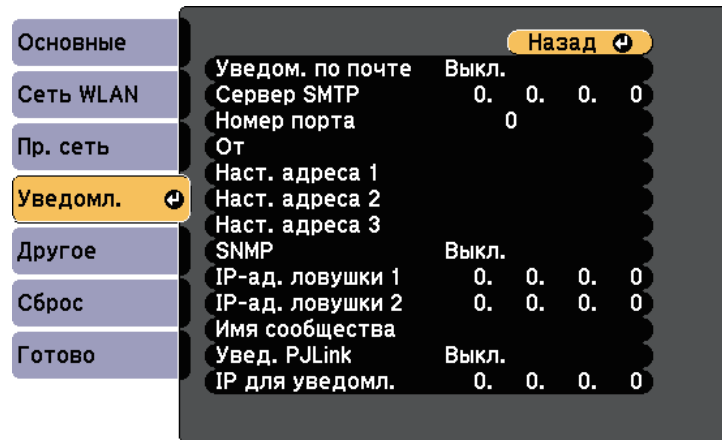 Основные
Сеть WLAN
Пр. сеть
Уведомл.
Другое
Сброс
Готово
Назад
Уведом. по почте Выкл.
Сервер SMTP 0. 0. 0. 0
Номер порта 0
От
Наст. адреса 1
Наст. адреса 2
Наст. адреса 3
SNMP Выкл.
IP-ад. ловушки 1 0. 0. 0. 0
IP-ад. ловушки 2 0. 0. 0. 0
Имя сообщества
Увед. PJLink Выкл.
IP для уведомл. 0. 0. 0. 0